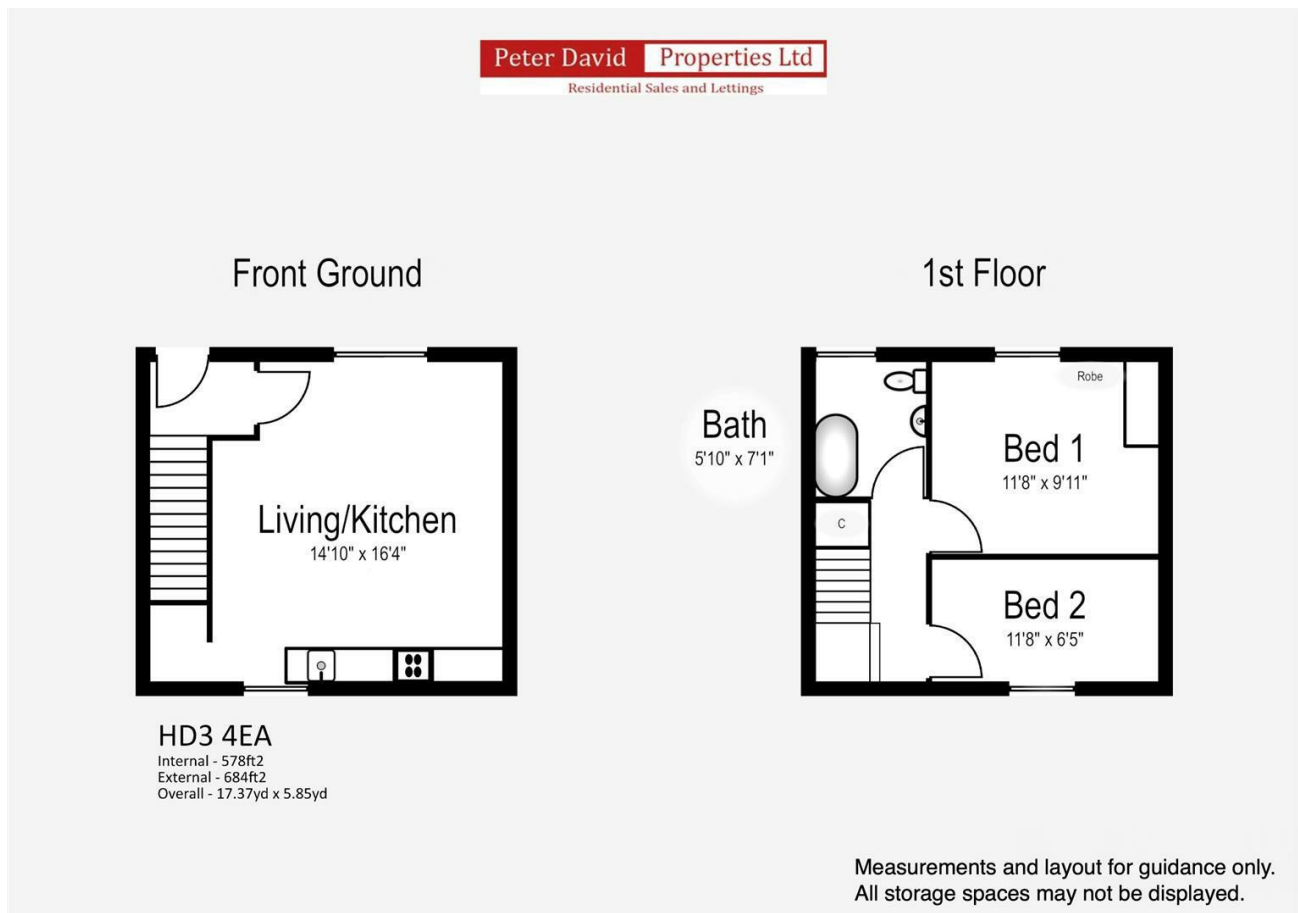 Peter David Properties Ltd
Residential Sales and Lettings
Front Ground
1st Floor
Living/Kitchen
14'10" x 16'4"
Bath
5'10" x 7'1"
Robe
Bed 1
11'8" x 9'11"
C
Bed 2
11'8" x 6'5"
HD3 4EA
Internal - 578ft2
External - 684ft2
Overall - 17.37yd x 5.85yd
Measurements and layout for guidance only.
All storage spaces may not be displayed.